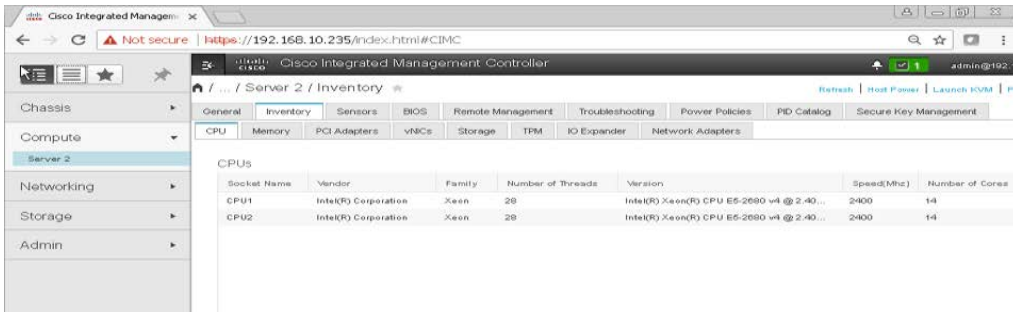 Cisco Integrated Managem
Not secure | https://192.168.10.235/index.html#CIMC
CISCO Cisco Integrated Management Controller 1 admin@192.
/ ... / Server 2 / Inventory Refresh | Host Power | Launch KVM |
Chassis
Compute
Server 2
Networking
Storage
Admin
General Inventory Sensors BIOS Remote Management Troubleshooting Power Policies PID Catalog Secure Key Management
CPU Memory PCI Adapters vNICs Storage TPM IO Expander Network Adapters
CPUs
Socket Name Vendor Family Number of Threads Version Speed(Mhz) Number of Cores
CPU1 Intel(R) Corporation Xeon 28 Intel(R) Xeon(R) CPU E5-2680 v4 @ 2.40... 2400 14
CPU2 Intel(R) Corporation Xeon 28 Intel(R) Xeon(R) CPU E5-2680 v4 @ 2.40... 2400 14